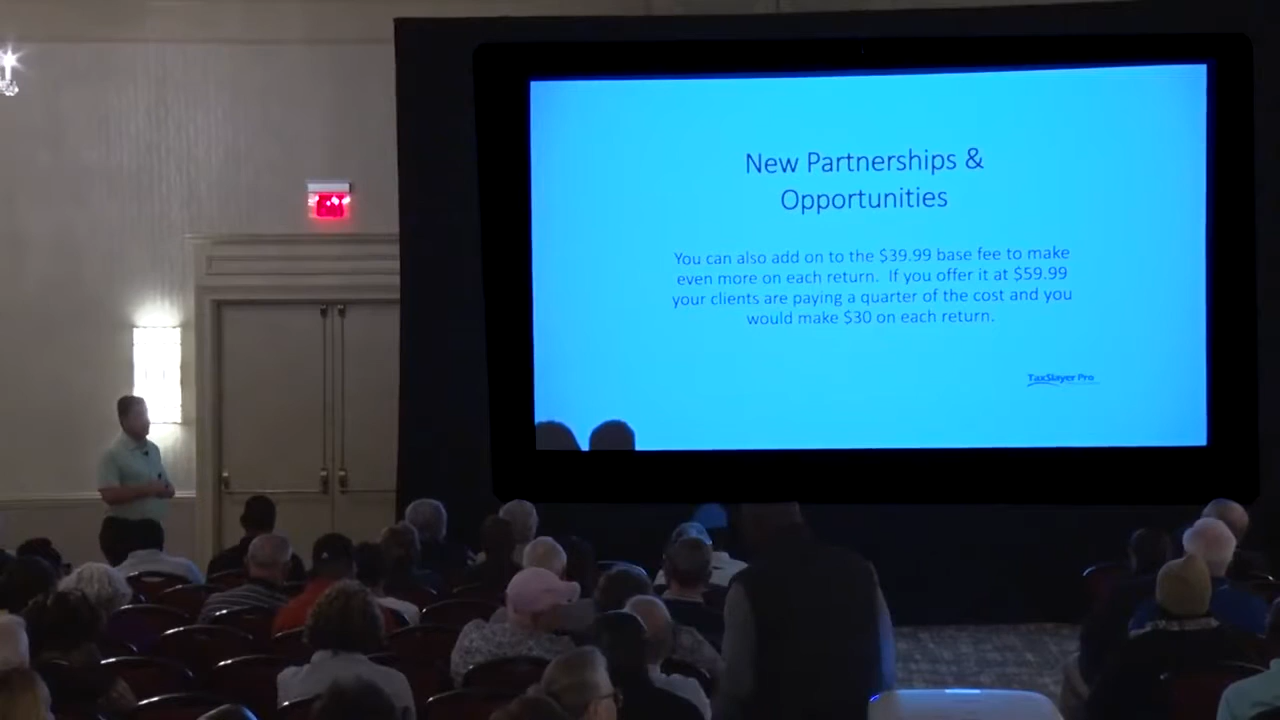 New Partnerships &
Opportunities
You can also add on to the $39.99 base fee to make
even more on each return.  If you offer it at $59.99
your clients are paying a quarter of the cost and you
would make $30 on each return.
TaxSlayer Pro